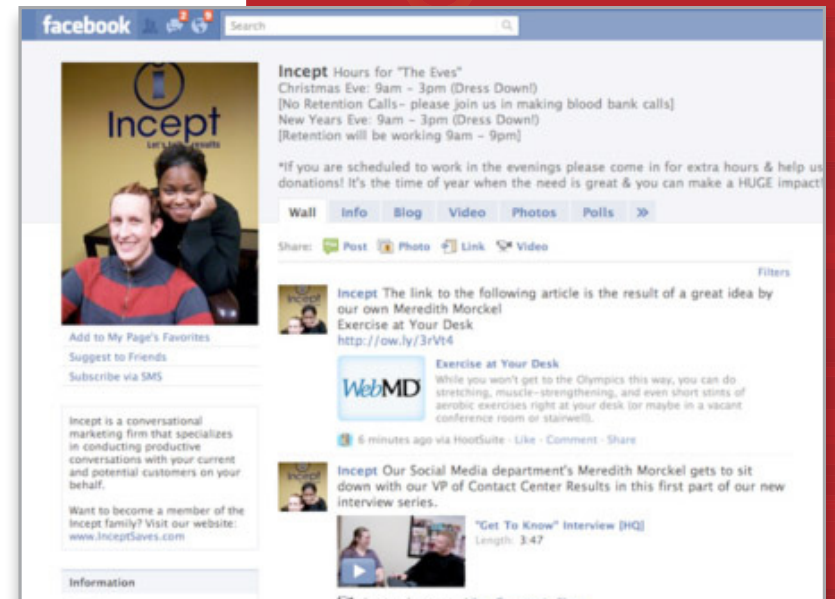 facebook
2
9
Search
Incept
Let's talk results
Add to My Page's Favorites
Suggest to Friends
Subscribe via SMS
Incept is a conversational
marketing firm that specializes
in conducting productive
conversations with your current
and potential customers on your
behalf.
Want to become a member of the
Incept family? Visit our website:
www.InceptSaves.com
Information
Incept Hours for "The Eves"
Christmas Eve: 9am – 3pm (Dress Down!)
[No Retention Calls– please join us in making blood bank calls]
New Years Eve: 9am – 3pm (Dress Down!)
[Retention will be working 9am – 9pm]
*If you are scheduled to work in the evenings please come in for extra hours & help us
donations! It's the time of year when the need is great & you can make a HUGE impact!
Wall Info Blog Video Photos Polls »
Share: Post Photo Link Video
Filters
Incept The link to the following article is the result of a great idea by
our own Meredith Morckel
Exercise at Your Desk
http://ow.ly/3rVt4
WebMD
Exercise at Your Desk
While you won't get to the Olympics this way, you can do
stretching, muscle-strengthening, and even short stints of
aerobic exercises right at your desk (or maybe in a vacant
conference room or stairwell).
6 minutes ago via HootSuite · Like · Comment · Share
Incept Our Social Media department's Meredith Morckel gets to sit
down with our VP of Contact Center Results in this first part of our new
interview series.
"Get To Know" Interview [HQ]
Length: 3:47